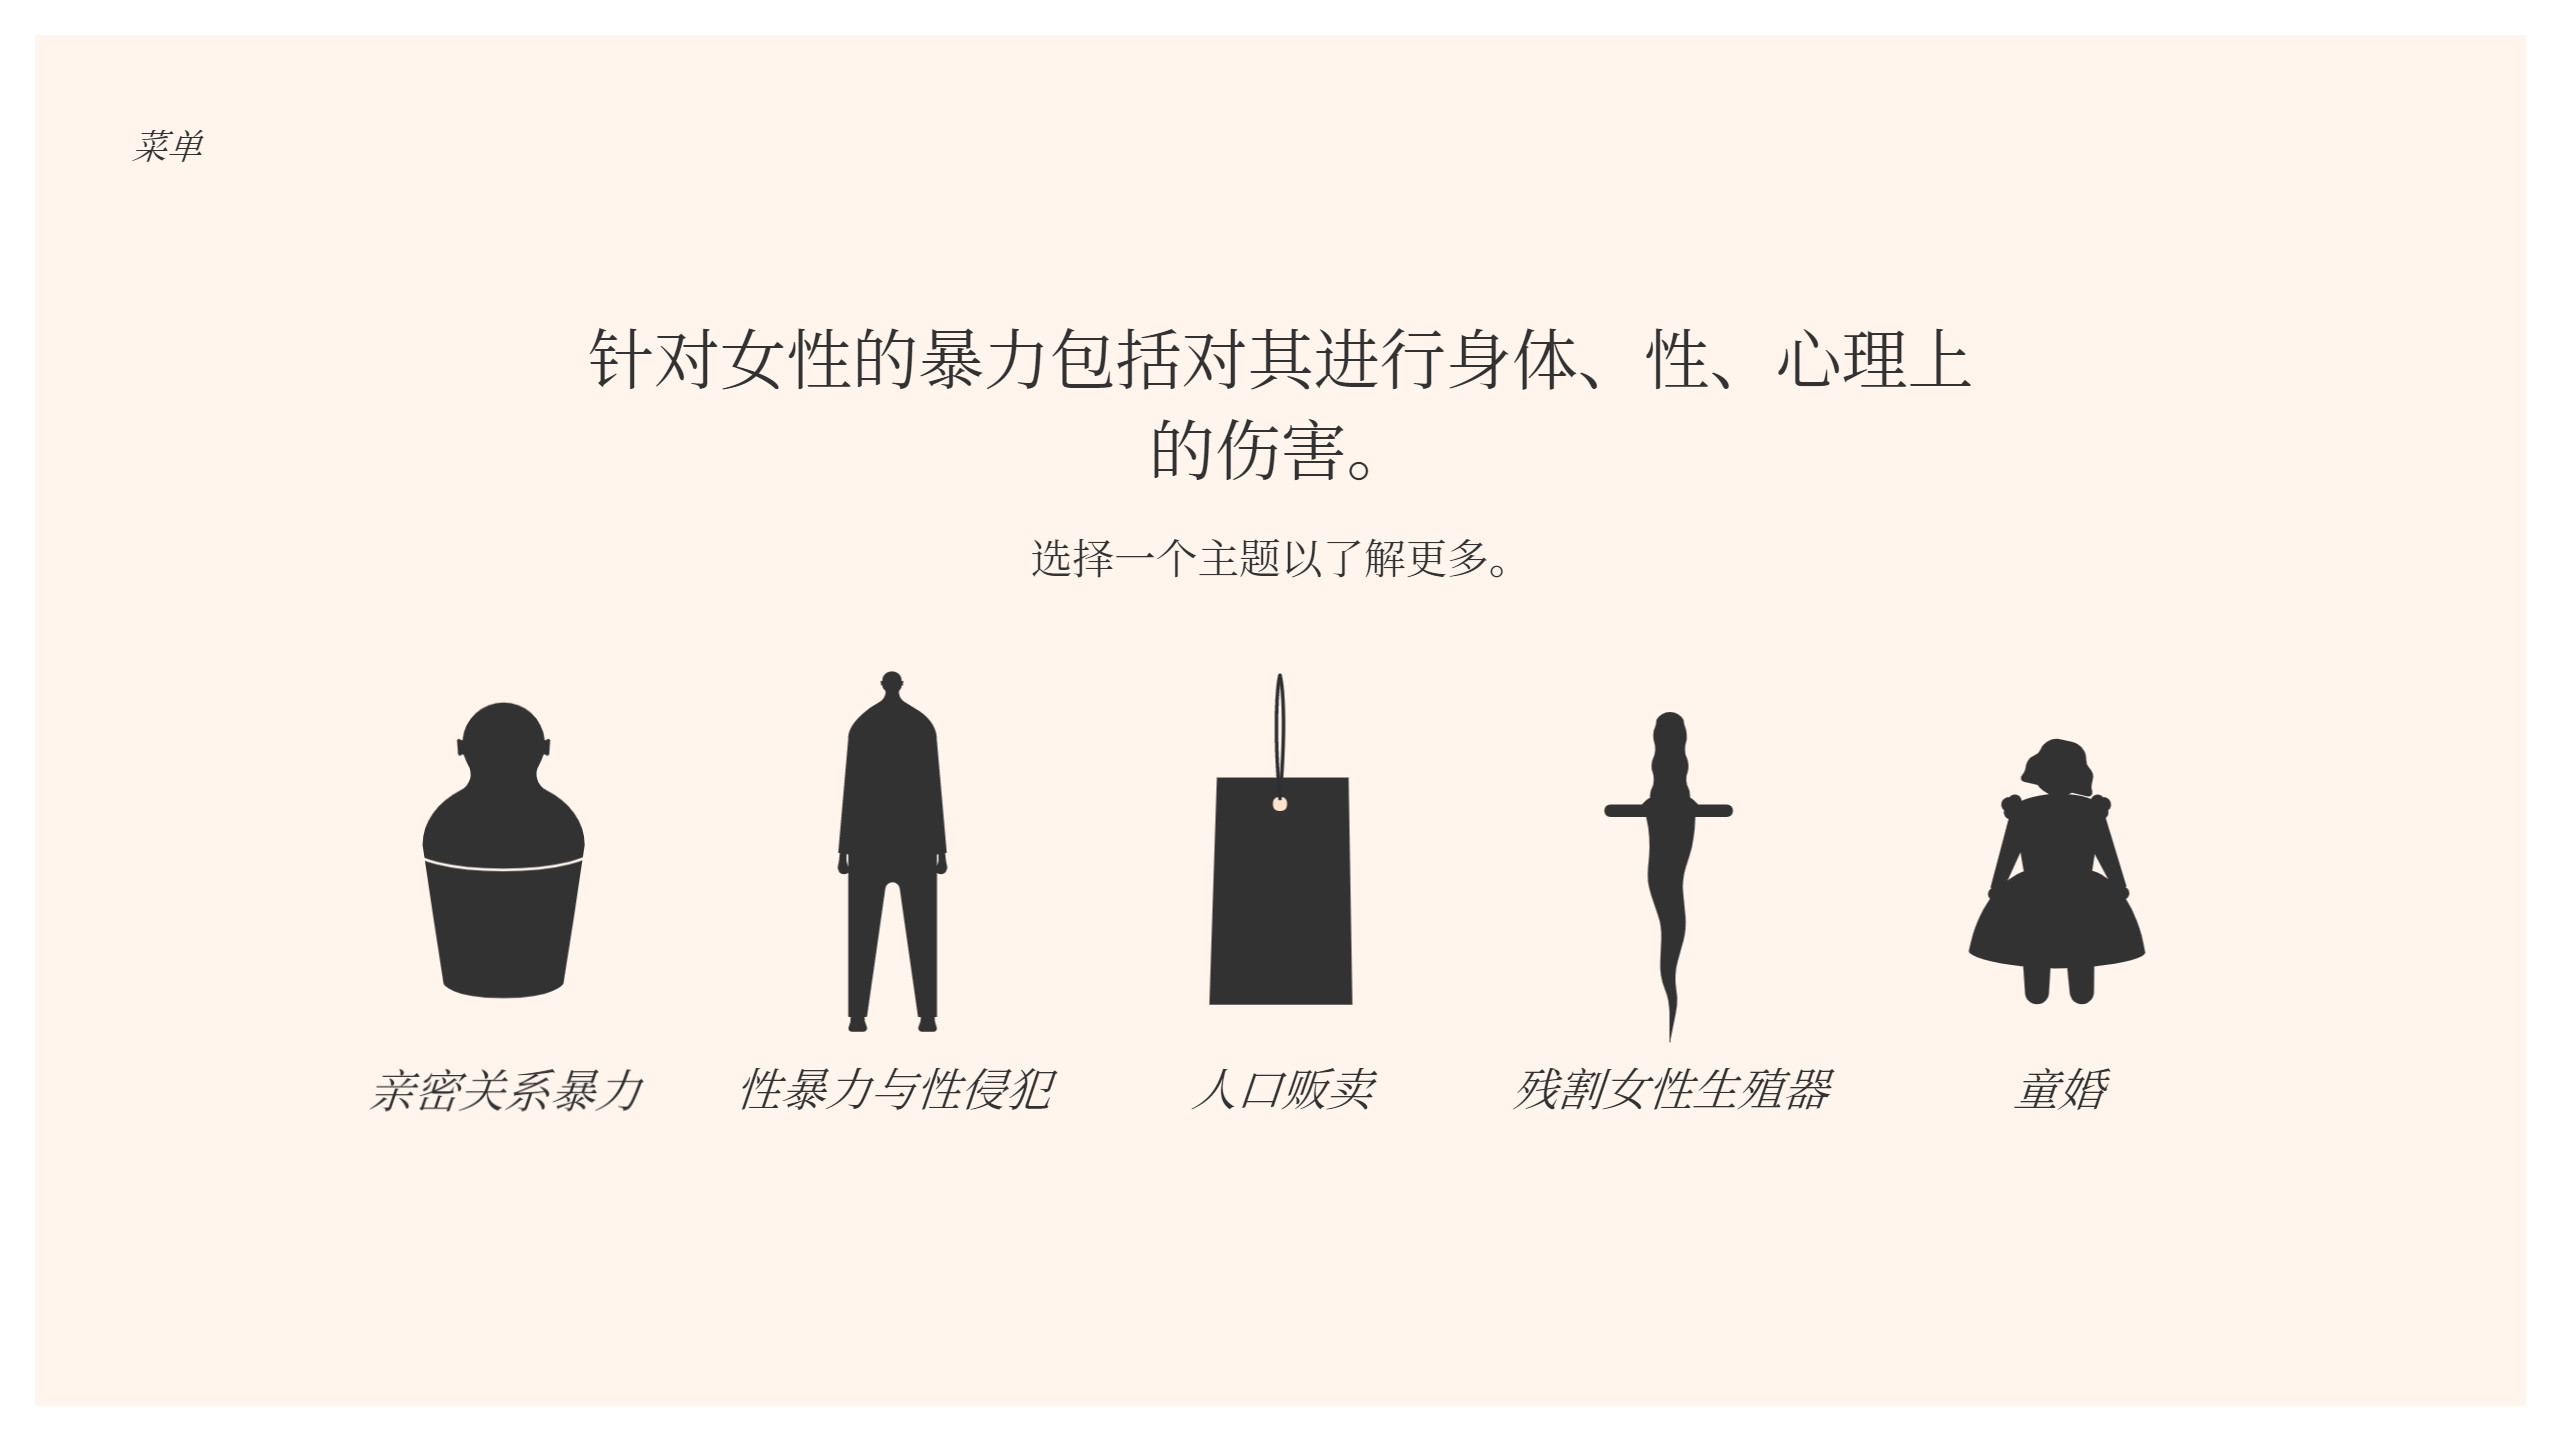 菜单
针对女性的暴力包括对其进行身体、性、心理上
的伤害。
选择一个主题以了解更多。
亲密关系暴力
性暴力与性侵犯
人口贩卖
残割女性生殖器
童婚